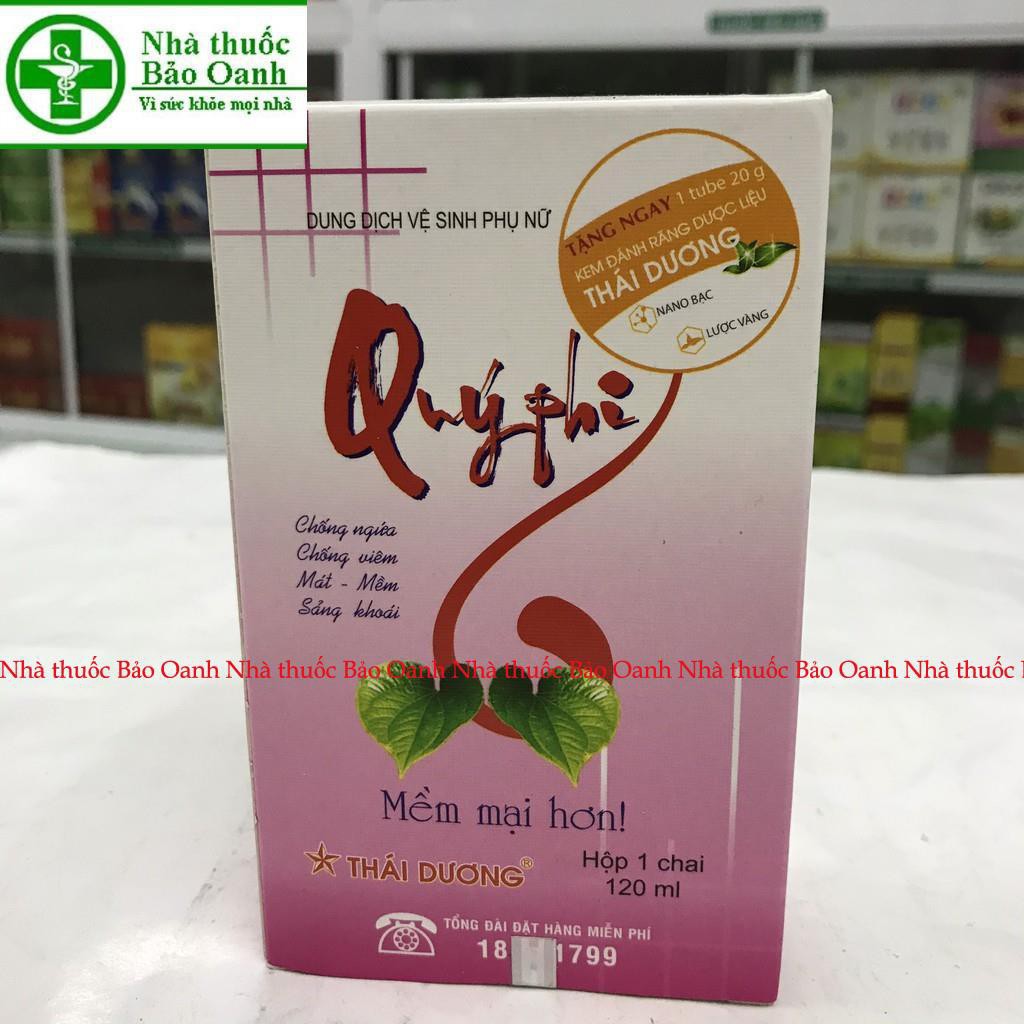 Nhà thuốc
Bảo Oanh
Vì sức khỏe mọi nhà
DUNG DỊCH VỆ SINH PHỤ NỮ
TẶNG NGAY 1 tube 20 g
KEM ĐÁNH RĂNG DƯỢC LIỆU
THÁI DƯƠNG
NANO BẠC
LƯỢC VÀNG
Quý phi
Chống ngứa
Chống viêm
Mát - Mềm
Sảng khoái
Nhà thuốc Bảo Oanh Nhà thuốc Bảo Oanh Nhà thuốc Bảo Oanh Nhà thuốc Bảo Oanh Nhà thuốc
Mềm mại hơn!
THÁI DƯƠNG®
Hộp 1 chai
120 ml
TỔNG ĐÀI ĐẶT HÀNG MIỄN PHÍ